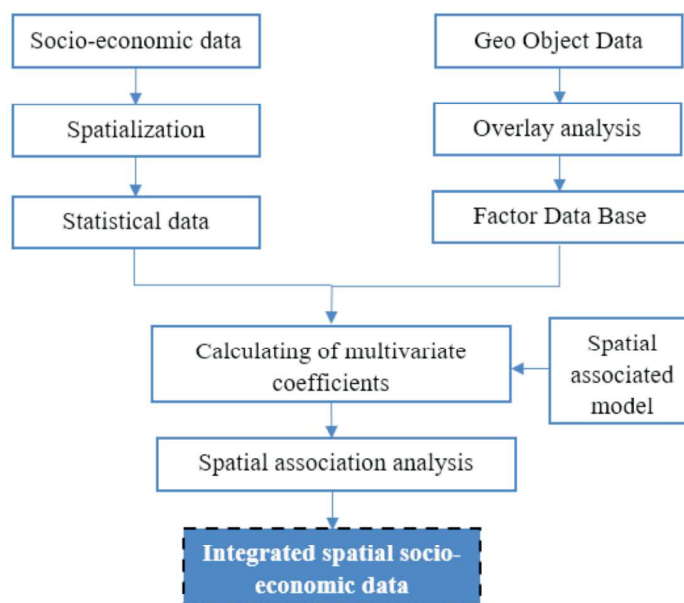 Socio-economic data
Spatialization
Statistical data
Geo Object Data
Overlay analysis
Factor Data Base
Calculating of multivariate
coefficients
Spatial
associated
model
Spatial association analysis
Integrated spatial socio-
economic data